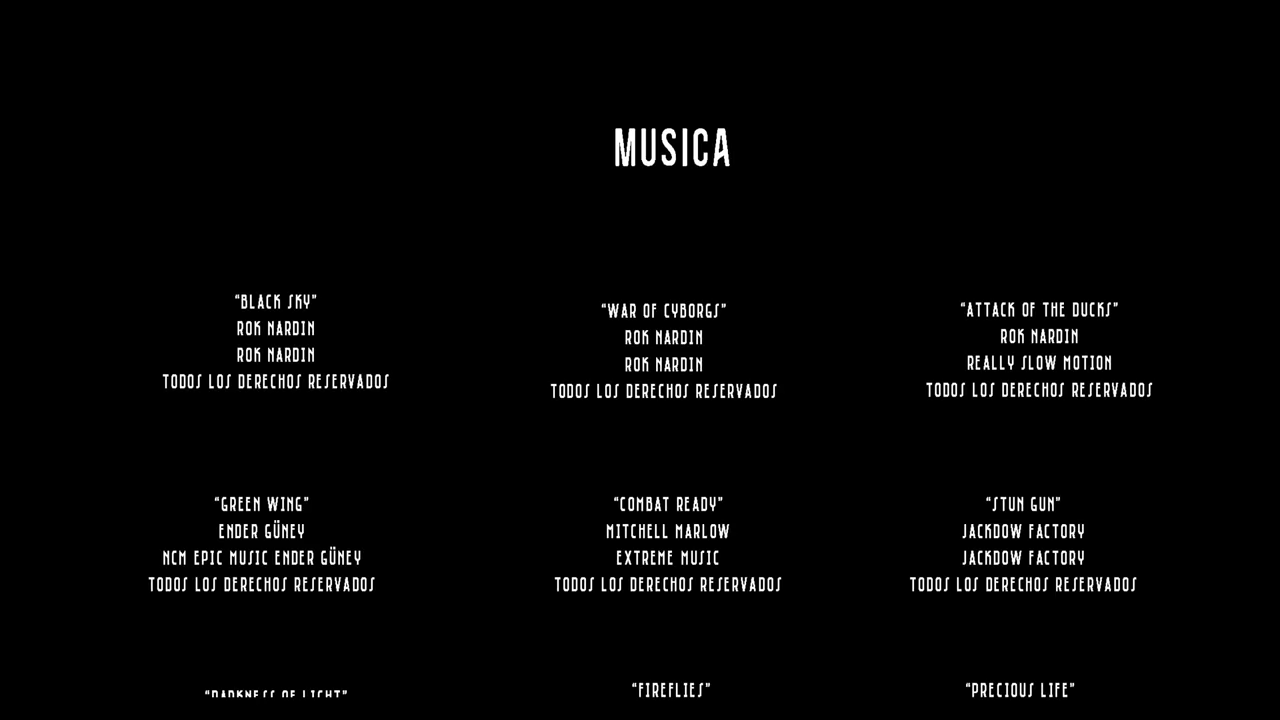 MUSICA
“BLACK SKY”
ROK NARDIN
ROK NARDIN
TODOS LOS DERECHOS RESERVADOS
“WAR OF CYBORGS”
ROK NARDIN
ROK NARDIN
TODOS LOS DERECHOS RESERVADOS
“ATTACK OF THE DUCKS”
ROK NARDIN
REALLY SLOW MOTION
TODOS LOS DERECHOS RESERVADOS
“GREEN WING”
ENDER GÜNEY
NCM EPIC MUSIC ENDER GÜNEY
TODOS LOS DERECHOS RESERVADOS
“COMBAT READY”
MITCHELL MARLOW
EXTREME MUSIC
TODOS LOS DERECHOS RESERVADOS
“STUN GUN”
JACKDOW FACTORY
JACKDOW FACTORY
TODOS LOS DERECHOS RESERVADOS
“DARKNESS OF LIGHT”
“FIREFLIES”
“PRECIOUS LIFE”